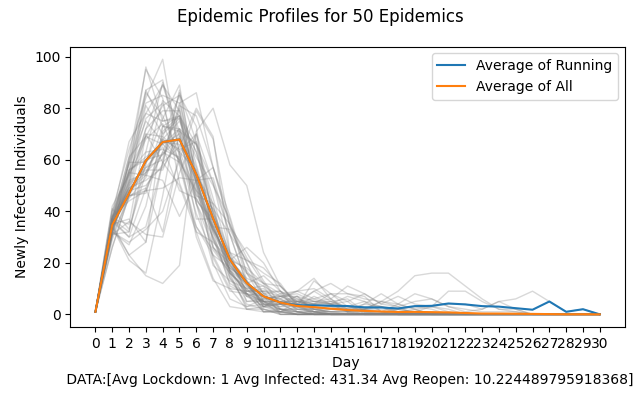 Epidemic Profiles for 50 Epidemics
Average of Running
Average of All
Newly Infected Individuals
100
80
60
40
20
0
0 1 2 3 4 5 6 7 8 9 10 11 12 13 14 15 16 17 18 19 20 21 22 23 24 25 26 27 28 29 30
Day
DATA:[Avg Lockdown: 1 Avg Infected: 431.34 Avg Reopen: 10.224489795918368]